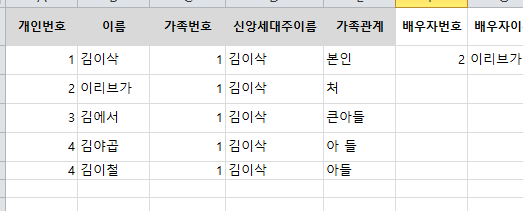 개인번호 이름 가족번호 신앙세대주이름 가족관계 배우자번호 배우자이
1 김이삭 1 김이삭 본인 2 이리브가
2 이리브가 1 김이삭 처
3 김에서 1 김이삭 큰아들
4 김야곱 1 김이삭 아 들
4 김이철 1 김이삭 아들